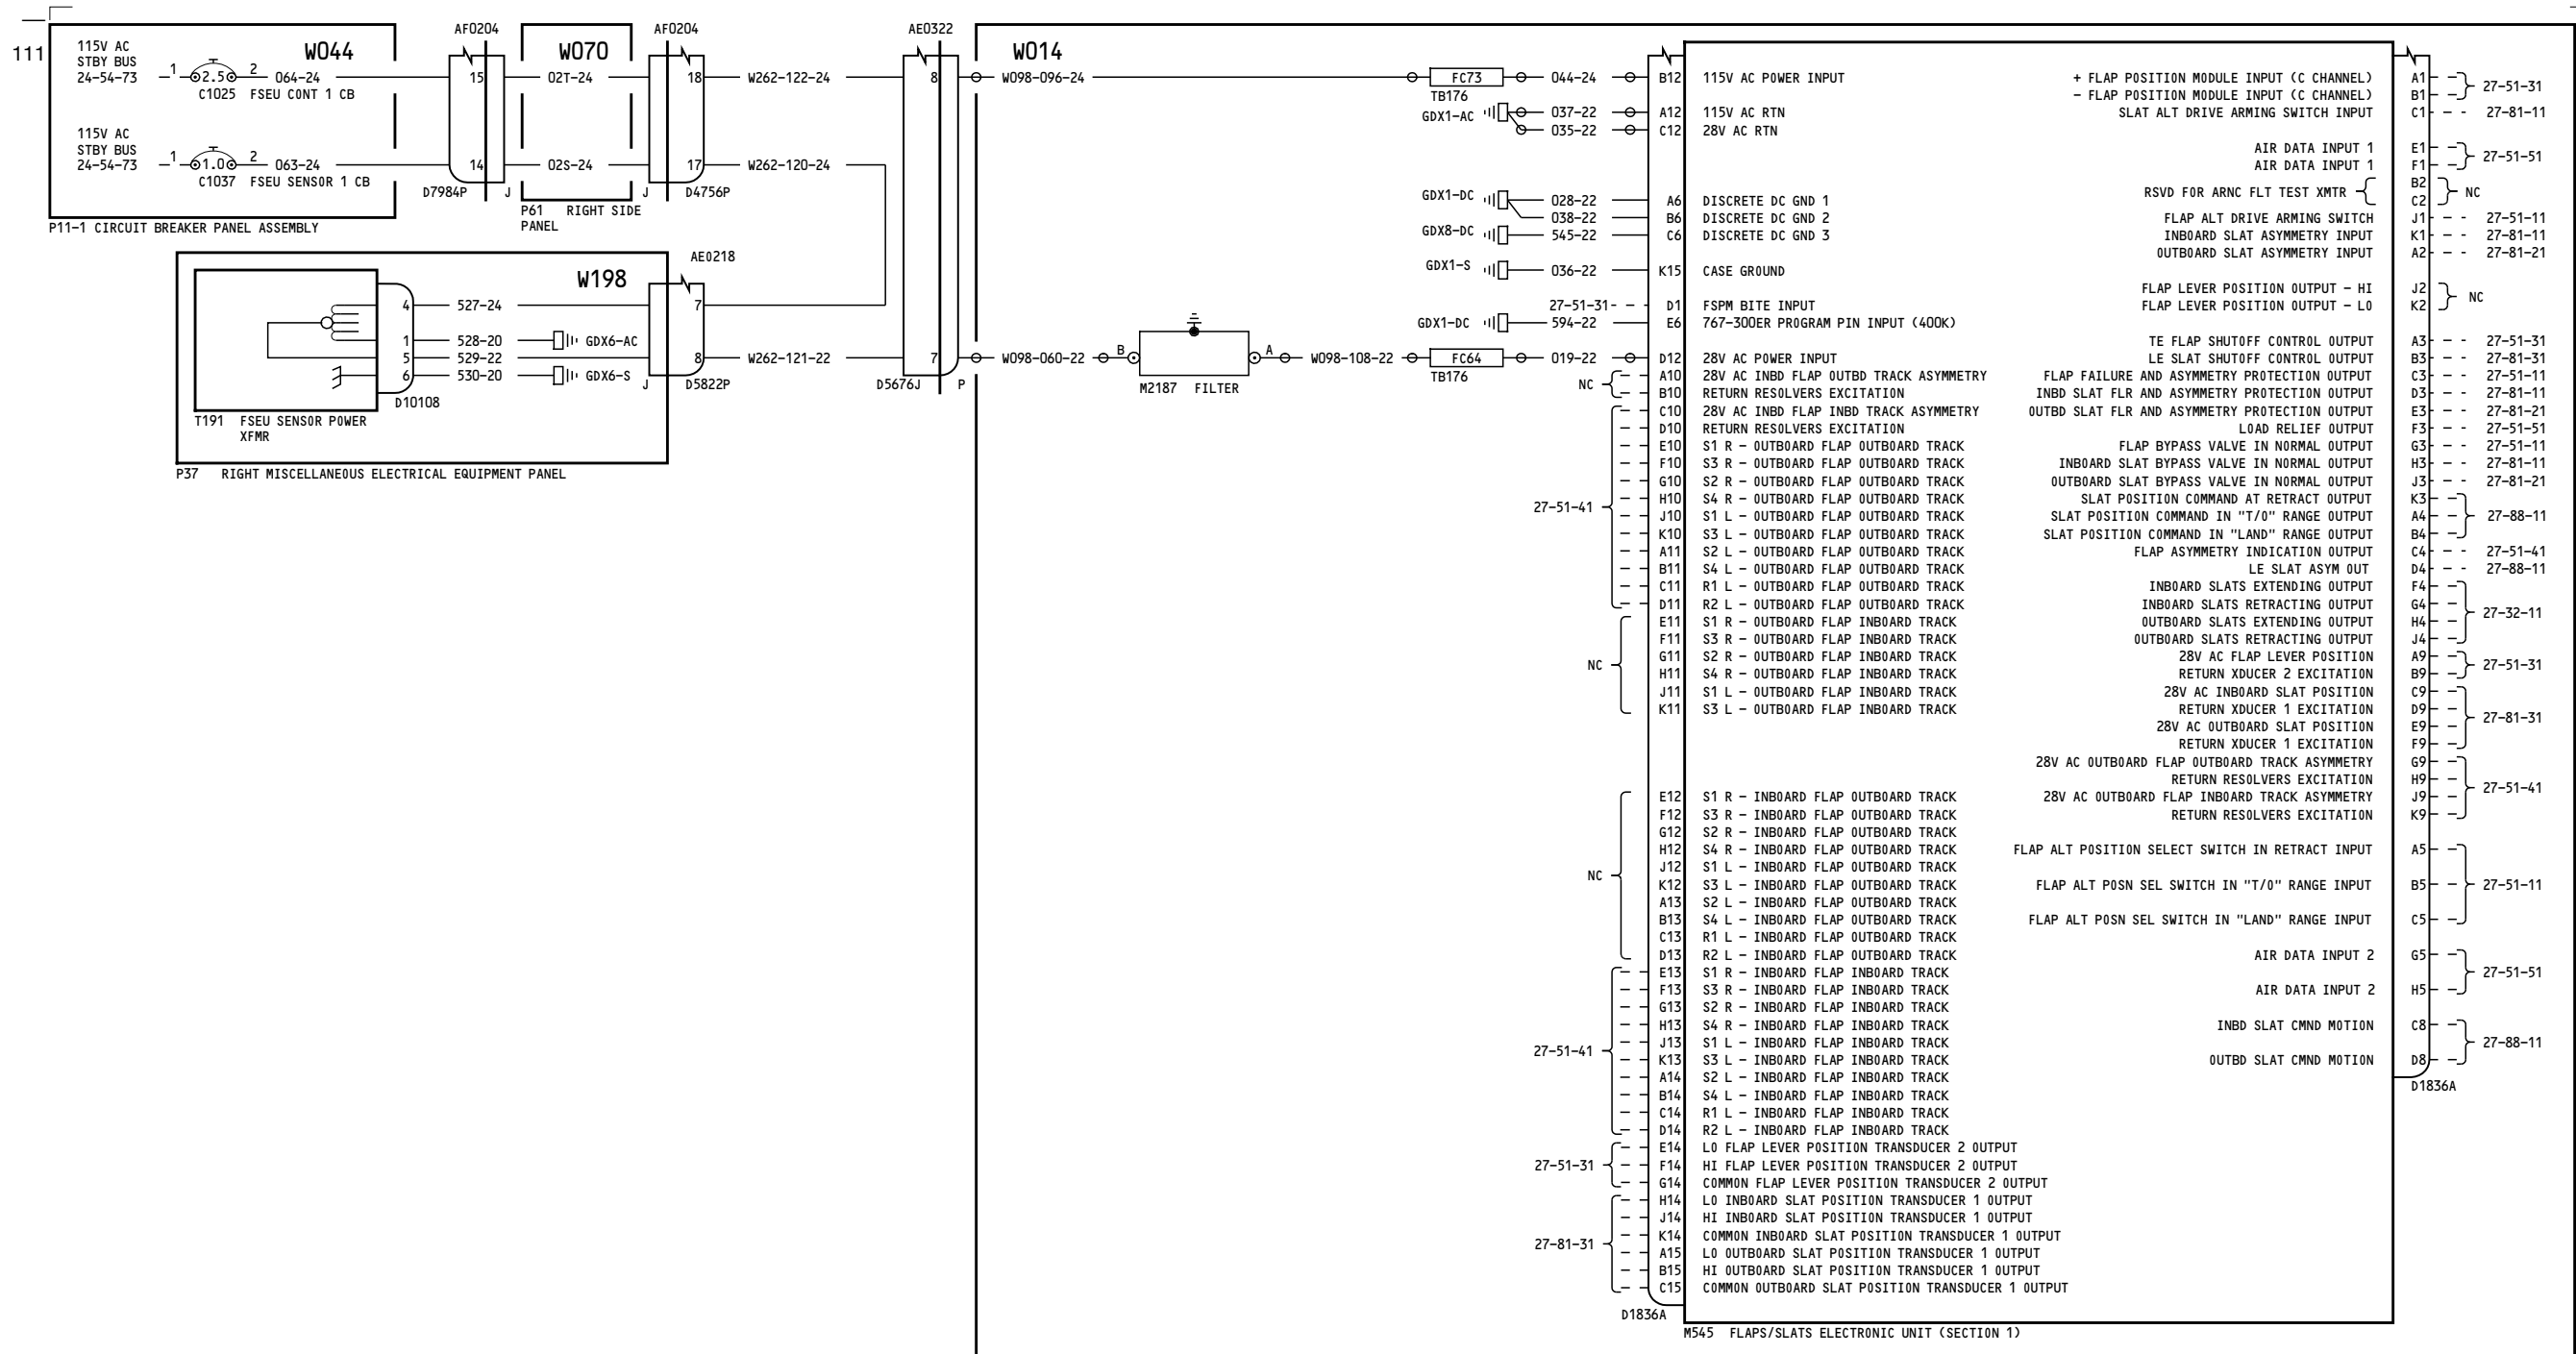 111
W044
115V AC
STBY BUS
24-54-73
1
2.5
2
064-24
C1025 FSEU CONT 1 CB
115V AC
STBY BUS
24-54-73
1
1.0
2
063-24
C1037 FSEU SENSOR 1 CB
P11-1 CIRCUIT BREAKER PANEL ASSEMBLY
AF0204
15
14
D7984P
J
W070
02T-24
02S-24
P61 RIGHT SIDE
PANEL
AF0204
18
17
J
D4756P
W262-122-24
W262-120-24
W198
4
527-24
1
528-20
GDX6-AC
5
529-22
6
530-20
GDX6-S
D10108
T191 FSEU SENSOR POWER
XFMR
P37 RIGHT MISCELLANEOUS ELECTRICAL EQUIPMENT PANEL
AE0218
7
8
J
D5822P
W262-121-22
AE0322
8
7
D5676J
P
W014
W098-096-24
FC73
TB176
044-24
GDX1-AC
037-22
035-22
GDX1-DC
028-22
038-22
GDX8-DC
545-22
GDX1-S
036-22
27-51-31
GDX1-DC
594-22
W098-060-22
B
A
M2187 FILTER
W098-108-22
FC64
TB176
019-22
NC
27-51-41
NC
NC
27-51-41
27-51-31
27-81-31
B12 115V AC POWER INPUT
A12 115V AC RTN
C12 28V AC RTN
A6 DISCRETE DC GND 1
B6 DISCRETE DC GND 2
C6 DISCRETE DC GND 3
K15 CASE GROUND
D1 FSPM BITE INPUT
E6 767-300ER PROGRAM PIN INPUT (400K)
D12 28V AC POWER INPUT
A10 28V AC INBD FLAP OUTBD TRACK ASYMMETRY
B10 RETURN RESOLVERS EXCITATION
C10 28V AC INBD FLAP INBD TRACK ASYMMETRY
D10 RETURN RESOLVERS EXCITATION
E10 S1 R - OUTBOARD FLAP OUTBOARD TRACK
F10 S3 R - OUTBOARD FLAP OUTBOARD TRACK
G10 S2 R - OUTBOARD FLAP OUTBOARD TRACK
H10 S4 R - OUTBOARD FLAP OUTBOARD TRACK
J10 S1 L - OUTBOARD FLAP OUTBOARD TRACK
K10 S3 L - OUTBOARD FLAP OUTBOARD TRACK
A11 S2 L - OUTBOARD FLAP OUTBOARD TRACK
B11 S4 L - OUTBOARD FLAP OUTBOARD TRACK
C11 R1 L - OUTBOARD FLAP OUTBOARD TRACK
D11 R2 L - OUTBOARD FLAP OUTBOARD TRACK
E11 S1 R - OUTBOARD FLAP INBOARD TRACK
F11 S3 R - OUTBOARD FLAP INBOARD TRACK
G11 S2 R - OUTBOARD FLAP INBOARD TRACK
H11 S4 R - OUTBOARD FLAP INBOARD TRACK
J11 S1 L - OUTBOARD FLAP INBOARD TRACK
K11 S3 L - OUTBOARD FLAP INBOARD TRACK
E12 S1 R - INBOARD FLAP OUTBOARD TRACK
F12 S3 R - INBOARD FLAP OUTBOARD TRACK
G12 S2 R - INBOARD FLAP OUTBOARD TRACK
H12 S4 R - INBOARD FLAP OUTBOARD TRACK
J12 S1 L - INBOARD FLAP OUTBOARD TRACK
K12 S3 L - INBOARD FLAP OUTBOARD TRACK
A13 S2 L - INBOARD FLAP OUTBOARD TRACK
B13 S4 L - INBOARD FLAP OUTBOARD TRACK
C13 R1 L - INBOARD FLAP OUTBOARD TRACK
D13 R2 L - INBOARD FLAP OUTBOARD TRACK
E13 S1 R - INBOARD FLAP INBOARD TRACK
F13 S3 R - INBOARD FLAP INBOARD TRACK
G13 S2 R - INBOARD FLAP INBOARD TRACK
H13 S4 R - INBOARD FLAP INBOARD TRACK
J13 S1 L - INBOARD FLAP INBOARD TRACK
K13 S3 L - INBOARD FLAP INBOARD TRACK
A14 S2 L - INBOARD FLAP INBOARD TRACK
B14 S4 L - INBOARD FLAP INBOARD TRACK
C14 R1 L - INBOARD FLAP INBOARD TRACK
D14 R2 L - INBOARD FLAP INBOARD TRACK
E14 LO FLAP LEVER POSITION TRANSDUCER 2 OUTPUT
F14 HI FLAP LEVER POSITION TRANSDUCER 2 OUTPUT
G14 COMMON FLAP LEVER POSITION TRANSDUCER 2 OUTPUT
H14 LO INBOARD SLAT POSITION TRANSDUCER 1 OUTPUT
J14 HI INBOARD SLAT POSITION TRANSDUCER 1 OUTPUT
K14 COMMON INBOARD SLAT POSITION TRANSDUCER 1 OUTPUT
A15 LO OUTBOARD SLAT POSITION TRANSDUCER 1 OUTPUT
B15 HI OUTBOARD SLAT POSITION TRANSDUCER 1 OUTPUT
C15 COMMON OUTBOARD SLAT POSITION TRANSDUCER 1 OUTPUT
D1836A
M545 FLAPS/SLATS ELECTRONIC UNIT (SECTION 1)
+ FLAP POSITION MODULE INPUT (C CHANNEL) A1
- FLAP POSITION MODULE INPUT (C CHANNEL) B1
27-51-31
SLAT ALT DRIVE ARMING SWITCH INPUT C1 27-81-11
AIR DATA INPUT 1 E1
AIR DATA INPUT 1 F1
27-51-51
RSVD FOR ARNC FLT TEST XMTR
B2
C2
NC
FLAP ALT DRIVE ARMING SWITCH J1 27-51-11
INBOARD SLAT ASYMMETRY INPUT K1 27-81-11
OUTBOARD SLAT ASYMMETRY INPUT A2 27-81-21
FLAP LEVER POSITION OUTPUT - HI J2
FLAP LEVER POSITION OUTPUT - LO K2
NC
TE FLAP SHUTOFF CONTROL OUTPUT A3 27-51-31
LE SLAT SHUTOFF CONTROL OUTPUT B3 27-81-31
FLAP FAILURE AND ASYMMETRY PROTECTION OUTPUT C3 27-51-11
INBD SLAT FLR AND ASYMMETRY PROTECTION OUTPUT D3 27-81-11
OUTBD SLAT FLR AND ASYMMETRY PROTECTION OUTPUT E3 27-81-21
LOAD RELIEF OUTPUT F3 27-51-51
FLAP BYPASS VALVE IN NORMAL OUTPUT G3 27-51-11
INBOARD SLAT BYPASS VALVE IN NORMAL OUTPUT H3 27-81-11
OUTBOARD SLAT BYPASS VALVE IN NORMAL OUTPUT J3 27-81-21
SLAT POSITION COMMAND AT RETRACT OUTPUT K3
SLAT POSITION COMMAND IN "T/O" RANGE OUTPUT A4
SLAT POSITION COMMAND IN "LAND" RANGE OUTPUT B4
27-88-11
FLAP ASYMMETRY INDICATION OUTPUT C4 27-51-41
LE SLAT ASYM OUT D4 27-88-11
INBOARD SLATS EXTENDING OUTPUT F4
INBOARD SLATS RETRACTING OUTPUT G4
OUTBOARD SLATS EXTENDING OUTPUT H4
OUTBOARD SLATS RETRACTING OUTPUT J4
27-32-11
28V AC FLAP LEVER POSITION A9
RETURN XDUCER 2 EXCITATION B9
27-51-31
28V AC INBOARD SLAT POSITION C9
RETURN XDUCER 1 EXCITATION D9
28V AC OUTBOARD SLAT POSITION E9
RETURN XDUCER 1 EXCITATION F9
27-81-31
28V AC OUTBOARD FLAP OUTBOARD TRACK ASYMMETRY G9
RETURN RESOLVERS EXCITATION H9
28V AC OUTBOARD FLAP INBOARD TRACK ASYMMETRY J9
RETURN RESOLVERS EXCITATION K9
27-51-41
FLAP ALT POSITION SELECT SWITCH IN RETRACT INPUT A5
FLAP ALT POSN SEL SWITCH IN "T/O" RANGE INPUT B5
FLAP ALT POSN SEL SWITCH IN "LAND" RANGE INPUT C5
27-51-11
AIR DATA INPUT 2 G5
AIR DATA INPUT 2 H5
27-51-51
INBD SLAT CMND MOTION C8
OUTBD SLAT CMND MOTION D8
27-88-11
D1836A